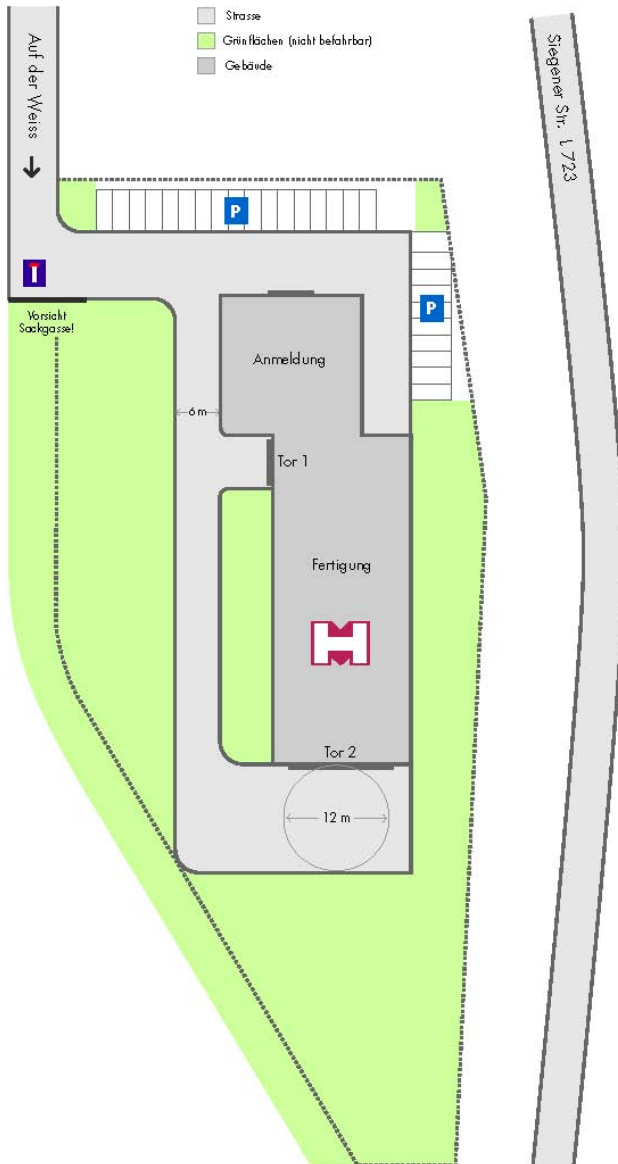 Strasse
Grünflächen (nicht befahrbar)
Gebäude
Auf der Weiss
Siegener Str. L 723
P
P
Vorsicht
Sackgasse!
Anmeldung
6 m
Tor 1
Fertigung
Tor 2
12 m